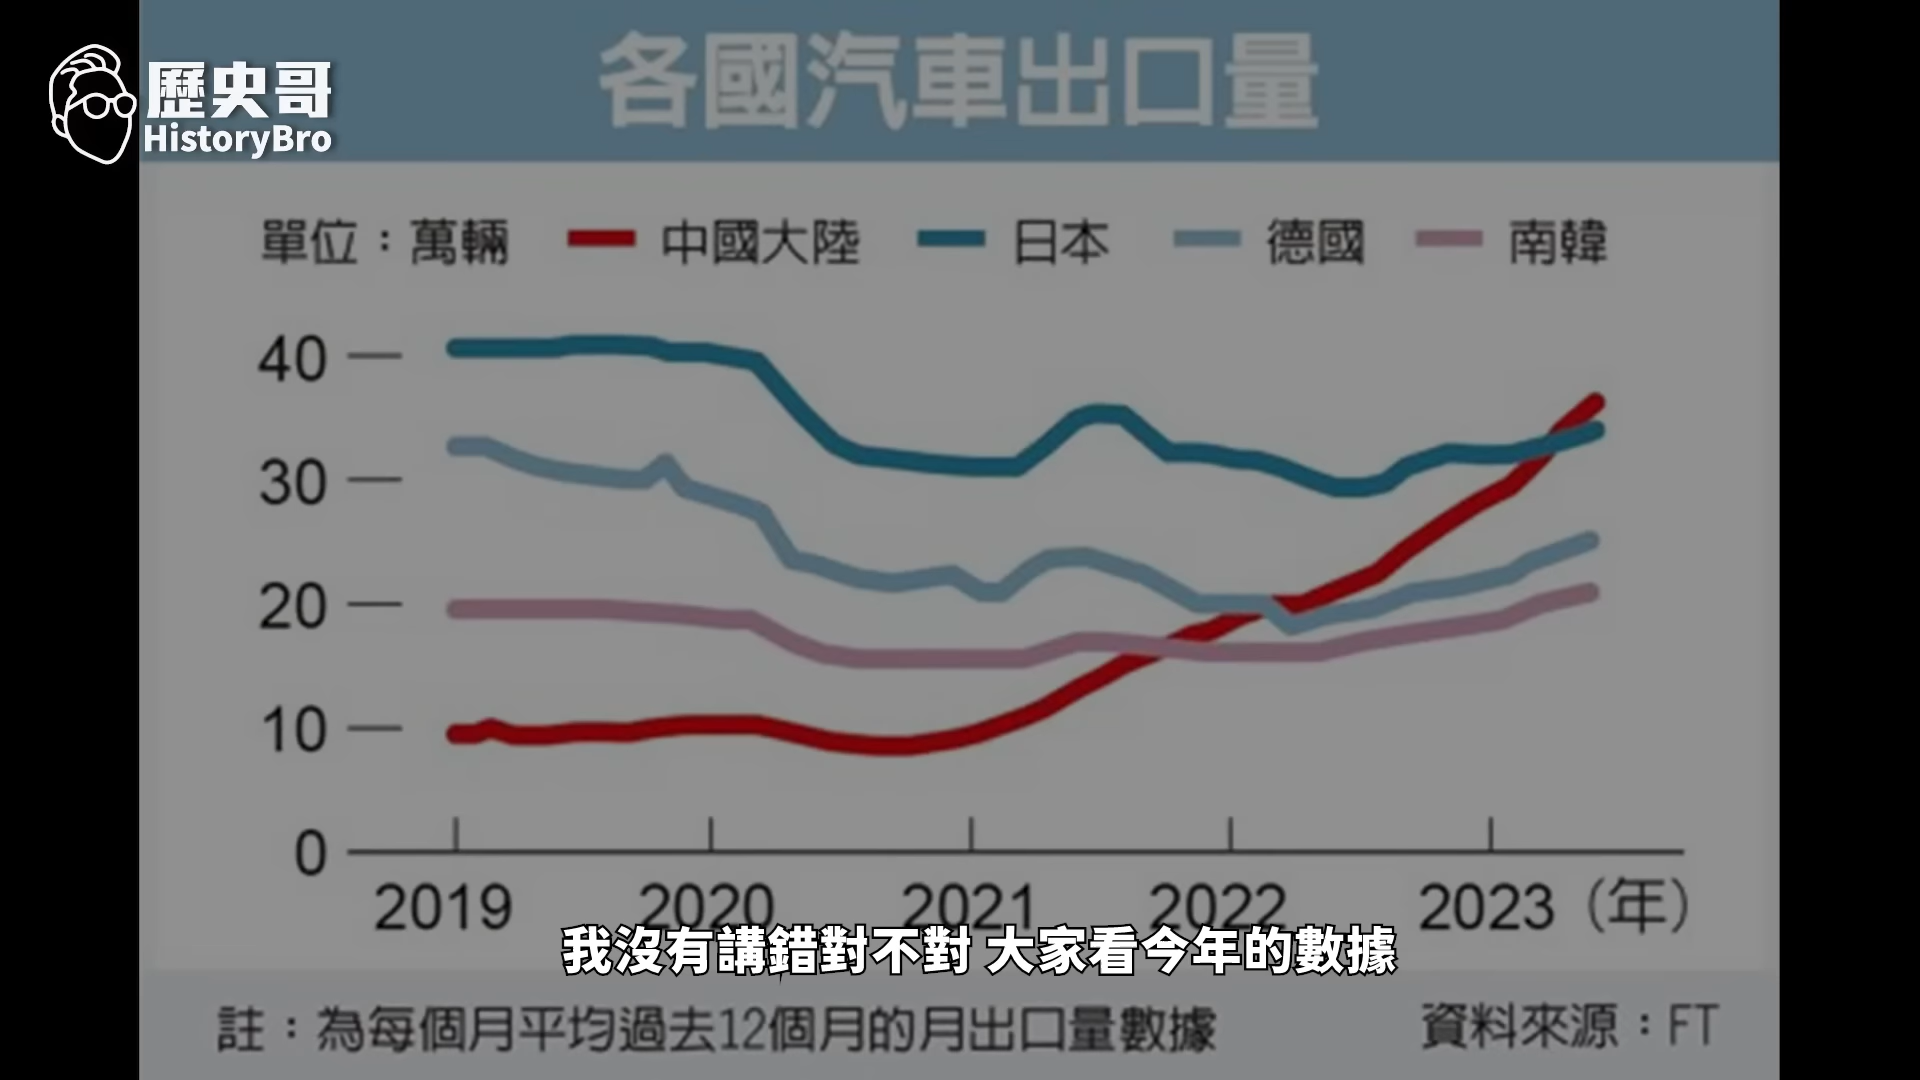 各國汽車出口量
歷史哥
HistoryBro
單位：萬輛 中國大陸 日本 德國 南韓
40
30
20
10
0
2019 2020 2021 2022 2023（年）
我沒有講錯對不對 大家看今年的數據
註：為每個月平均過去12個月的月出口量數據 資料來源：FT